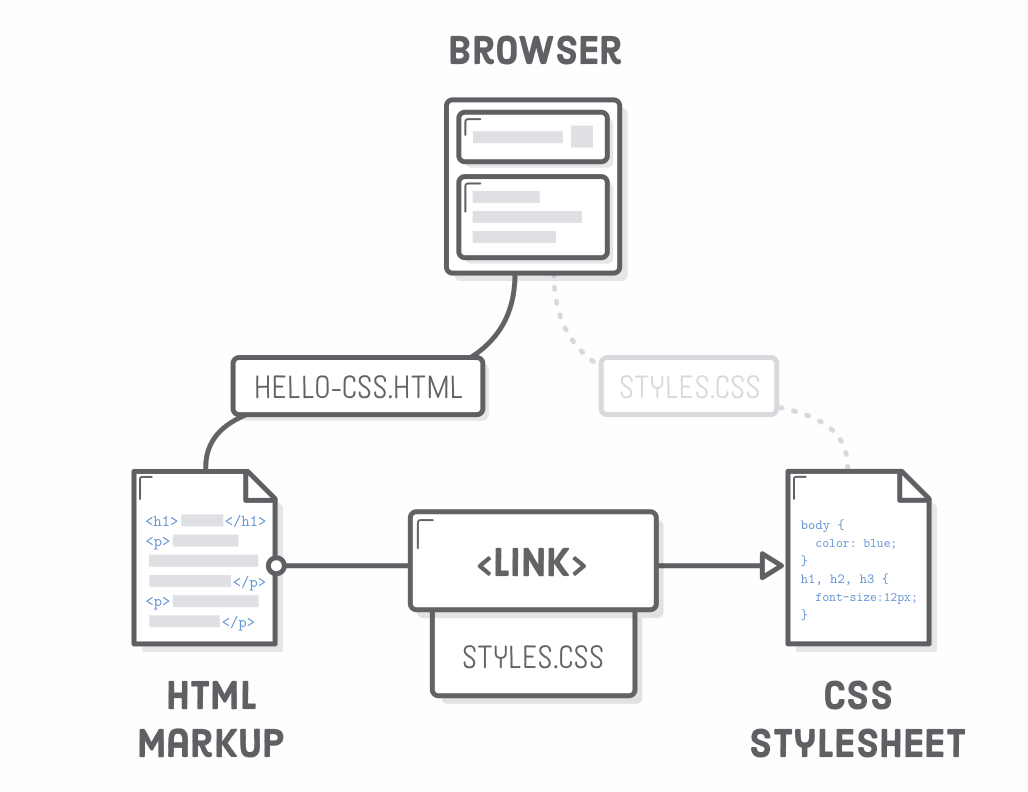 BROWSER
HELLO-CSS.HTML
STYLES.CSS
<h1> </h1>
<p>
</p>
<p>
</p>
<LINK>
STYLES.CSS
body {
color: blue;
}
h1, h2, h3 {
font-size:12px;
}
HTML
MARKUP
CSS
STYLESHEET